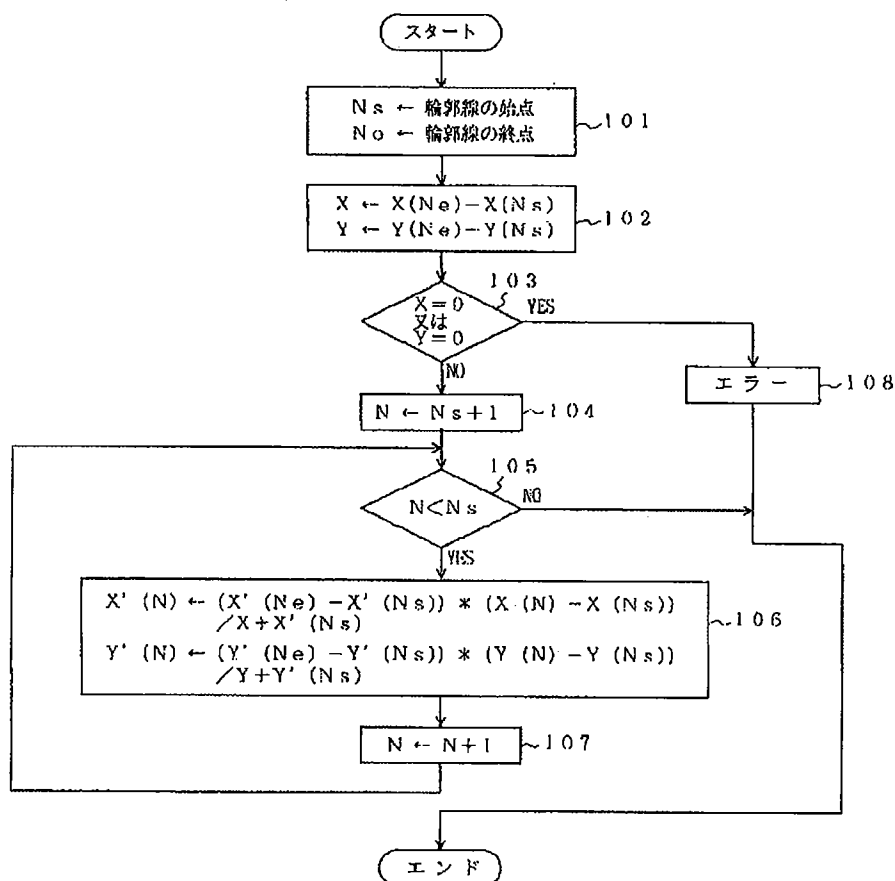 スタート
Ns ← 輪郭線の始点
No ← 輪郭線の終点
101
X ← X(Ne)-X(Ns)
Y ← Y(Ne)-Y(Ns)
102
103
X=0
又は
Y=0
YES
NO
エラー
108
N ← Ns+1
104
105
N<Ns
NO
YES
X'(N) ← (X'(Ne)-X'(Ns))*(X(N)-X(Ns))
/X+X'(Ns)
Y'(N) ← (Y'(Ne)-Y'(Ns))*(Y(N)-Y(Ns))
/Y+Y'(Ns)
106
N ← N+1
107
エンド